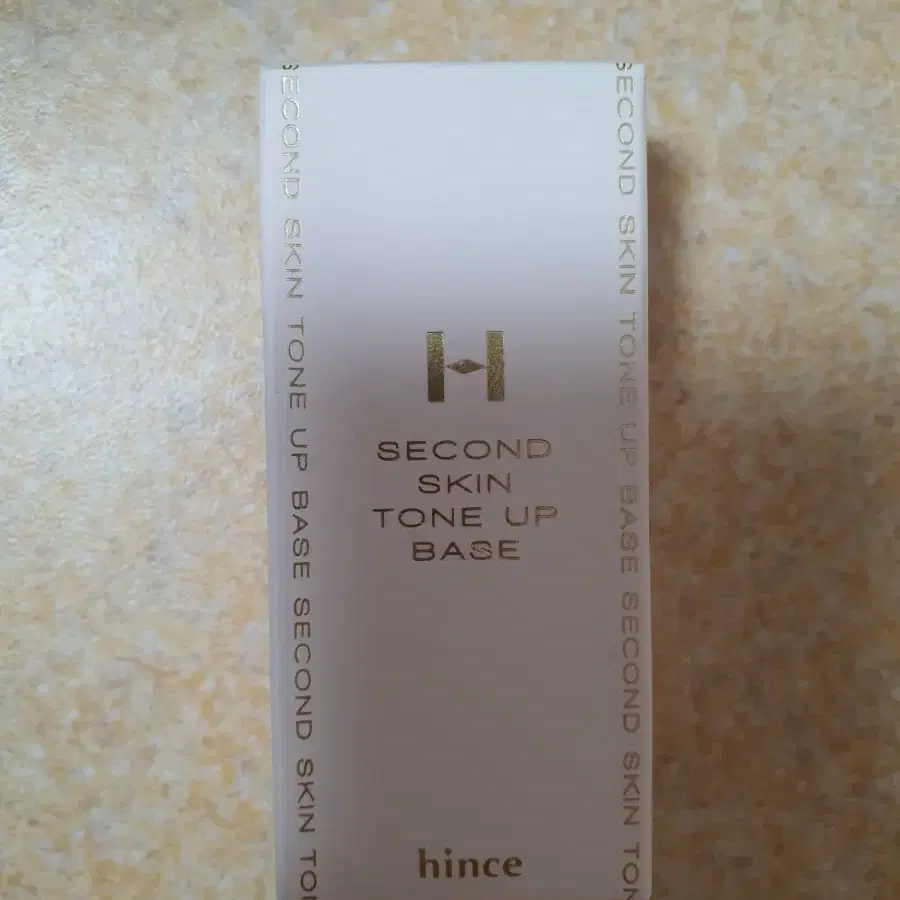 SECOND SKIN TONE UP BASE SECOND SKIN TO
H
SECOND
SKIN
TONE UP
BASE
hince
SECOND SKIN TONE UP BASE SECOND SKIN TON